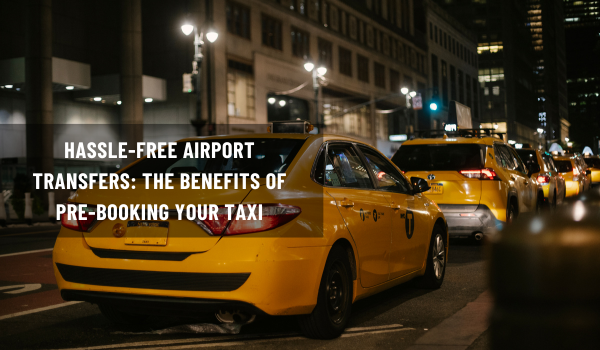 HASSLE-FREE AIRPORT
TRANSFERS: THE BENEFITS OF
PRE-BOOKING YOUR TAXI